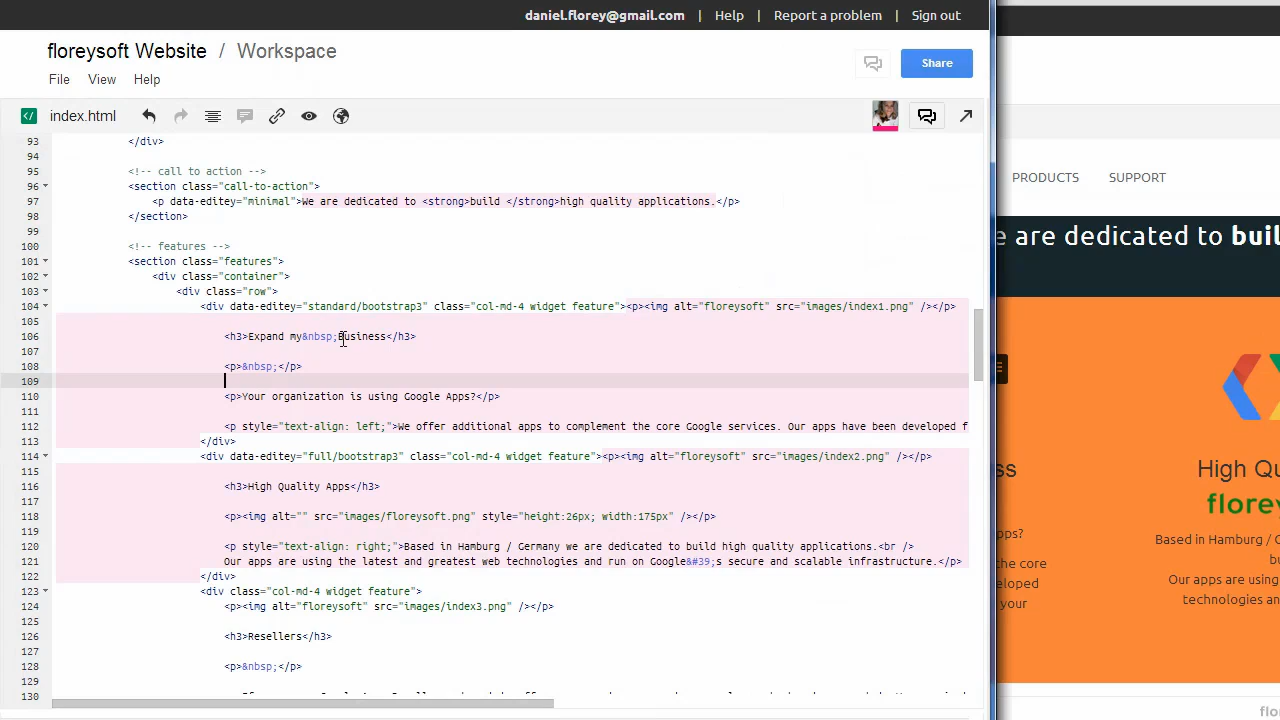 daniel.florey@gmail.com | Help | Report a problem | Sign out
floreysoft Website / Workspace
File View Help
Share
index.html
93 </div>
94
95 <!-- call to action -->
96 <section class="call-to-action">
97 <p data-editey="minimal">We are dedicated to <strong>build </strong>high quality applications.</p>
98 </section>
99
100 <!-- features -->
101 <section class="features">
102 <div class="container">
103 <div class="row">
104 <div data-editey="standard/bootstrap3" class="col-md-4 widget feature"><p><img alt="floreysoft" src="images/index1.png" /></p>
105
106 <h3>Expand my&nbsp;Business</h3>
107
108 <p>&nbsp;</p>
109
110 <p>Your organization is using Google Apps?</p>
111
112 <p style="text-align: left;">We offer additional apps to complement the core Google services. Our apps have been developed f
113 </div>
114 <div data-editey="full/bootstrap3" class="col-md-4 widget feature"><p><img alt="floreysoft" src="images/index2.png" /></p>
115
116 <h3>High Quality Apps</h3>
117
118 <p><img alt="" src="images/floreysoft.png" style="height:26px; width:175px" /></p>
119
120 <p style="text-align: right;">Based in Hamburg / Germany we are dedicated to build high quality applications.<br />
121 Our apps are using the latest and greatest web technologies and run on Google&#39;s secure and scalable infrastructure.</p>
122 </div>
123 <div class="col-md-4 widget feature">
124 <p><img alt="floreysoft" src="images/index3.png" /></p>
125
126 <h3>Resellers</h3>
127
128 <p>&nbsp;</p>
129
130
PRODUCTS SUPPORT
e are dedicated to buil
ss
High Qu
florey
pps?
Based in Hamburg / G
the core
bu
eloped
Our apps are using
your
technologies an
flo